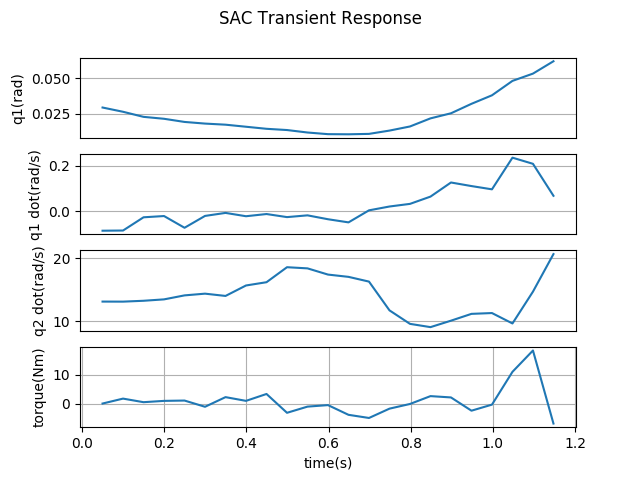 SAC Transient Response
q1(rad)
0.050
0.025
q1 dot(rad/s)
0.2
0.0
q2 dot(rad/s)
20
10
torque(Nm)
10
0
0.0 0.2 0.4 0.6 0.8 1.0 1.2
time(s)